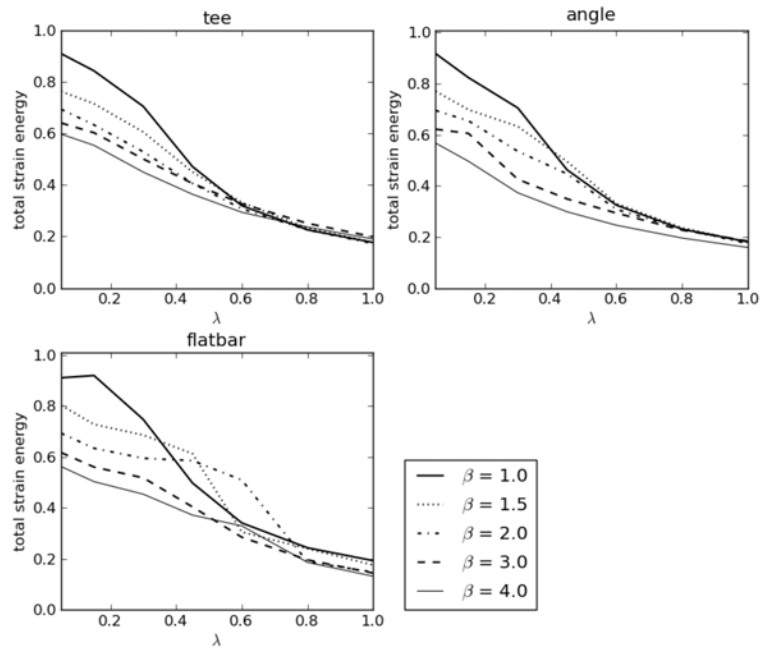 tee
1.0
0.8
0.6
0.4
0.2
0.0
total strain energy
0.2 0.4 0.6 0.8 1.0
λ
angle
1.0
0.8
0.6
0.4
0.2
0.0
total strain energy
0.2 0.4 0.6 0.8 1.0
λ
flatbar
1.0
0.8
0.6
0.4
0.2
0.0
total strain energy
0.2 0.4 0.6 0.8 1.0
λ
β = 1.0
β = 1.5
β = 2.0
β = 3.0
β = 4.0